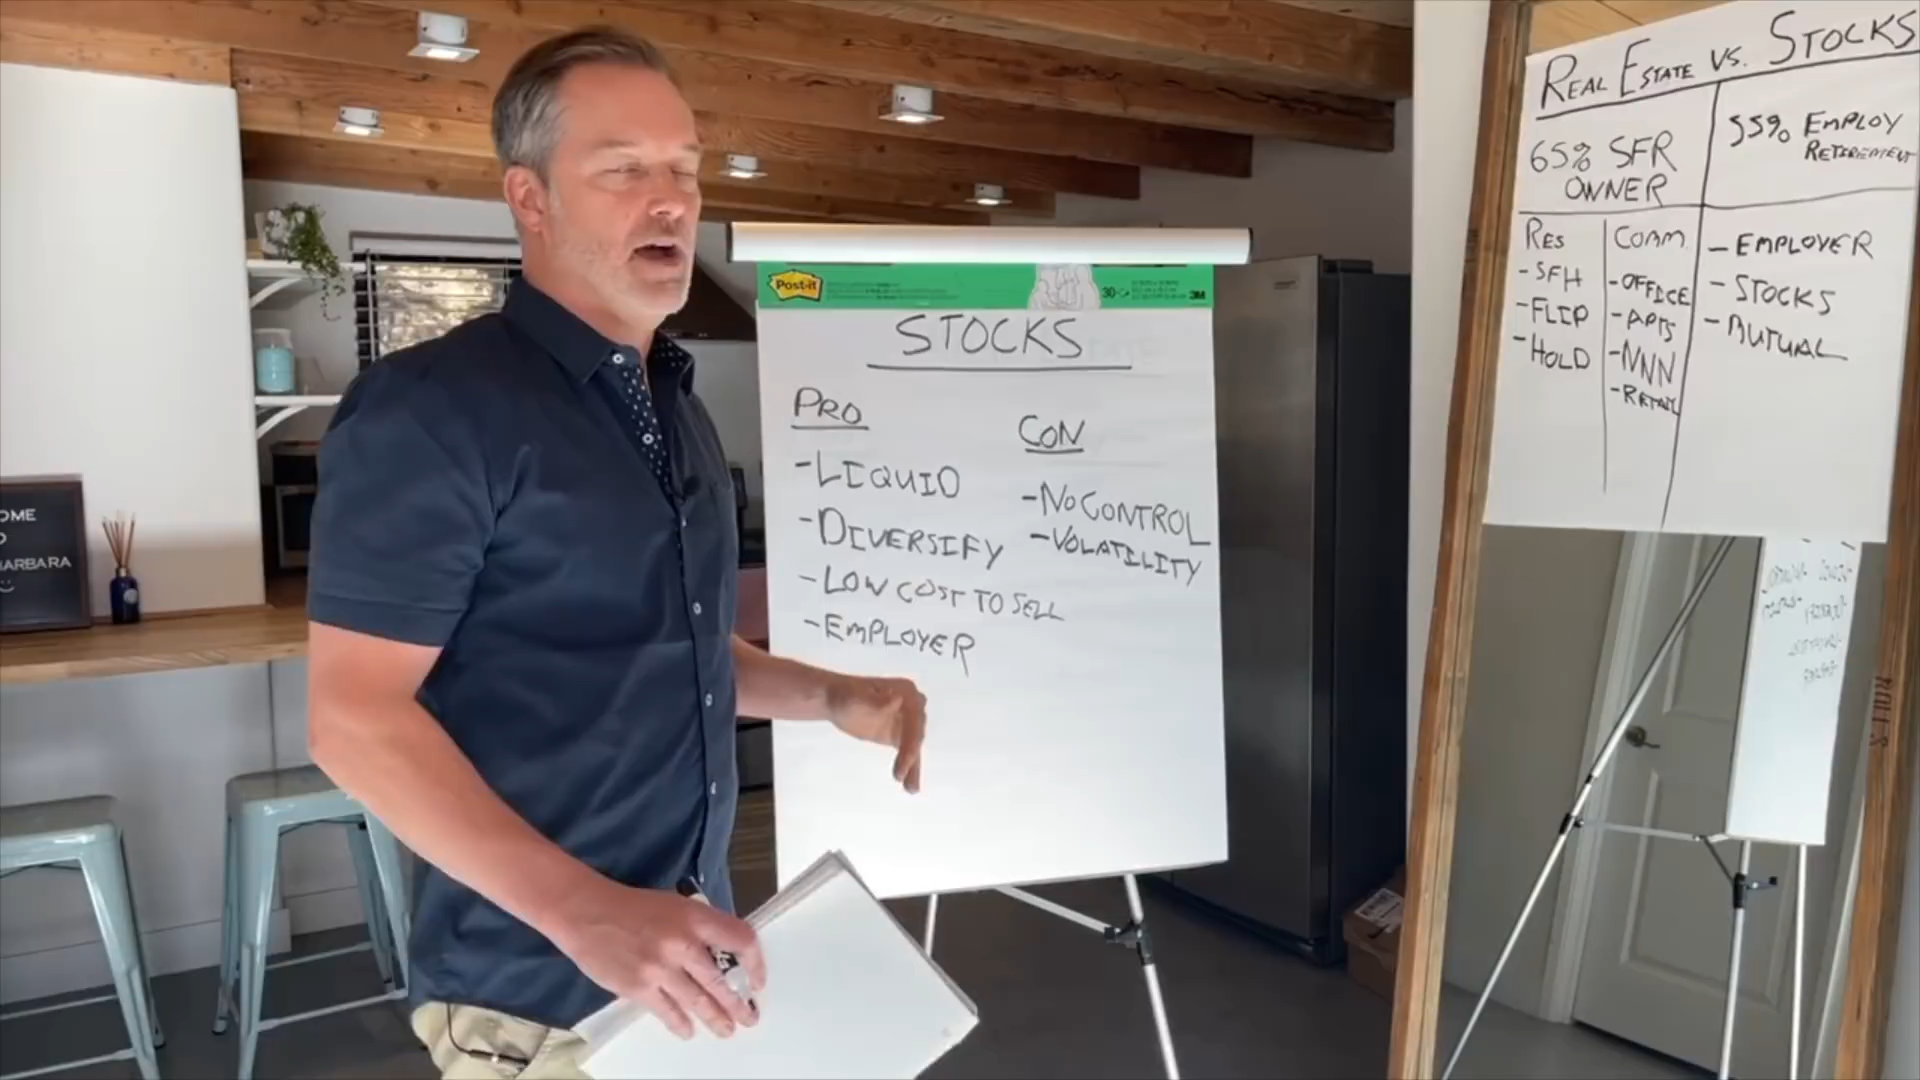 STOCKS
PRO
-LIQUID
-DIVERSIFY
-LOW COST TO SELL
-EMPLOYER
CON
-NO CONTROL
-VOLATILITY
REAL ESTATE VS. STOCKS
65% SFR
OWNER
55% EMPLOY
RETIREMENT
RES
-SFH
-FLIP
-HOLD
COMM.
-OFFICE
-APTS
-NNN
-RETAIL
-EMPLOYER
-STOCKS
-MUTUAL
Post-it
30
3M
OME
ARBARA